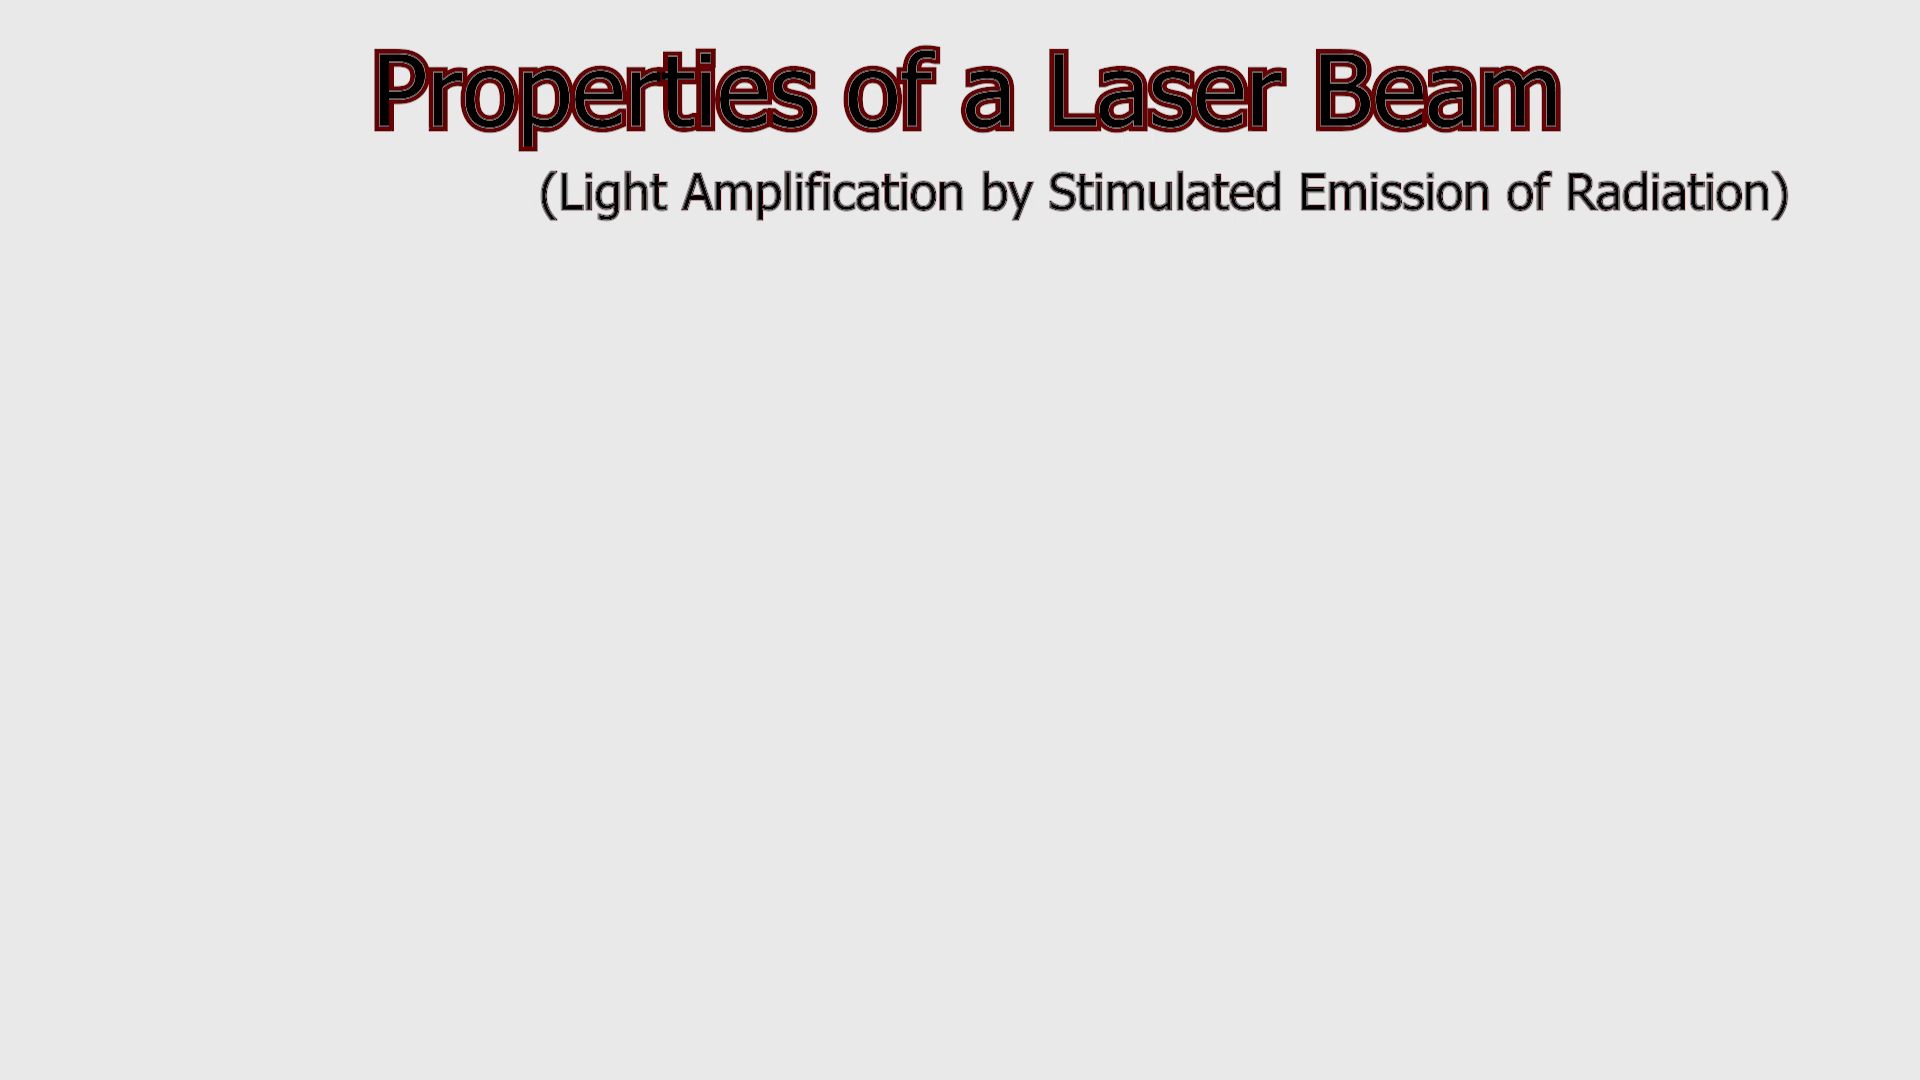 Properties of a Laser Beam
(Light Amplification by Stimulated Emission of Radiation)